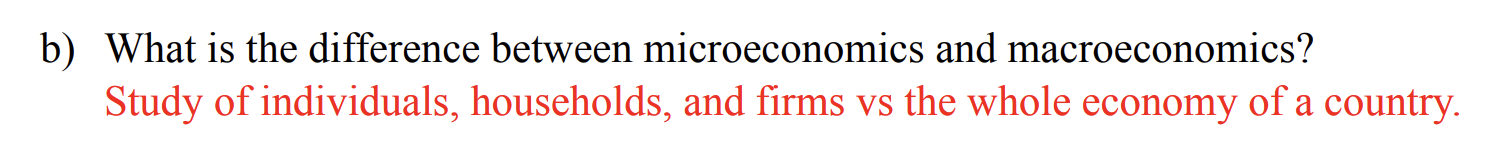 b) What is the difference between microeconomics and macroeconomics?
Study of individuals, households, and firms vs the whole economy of a country.